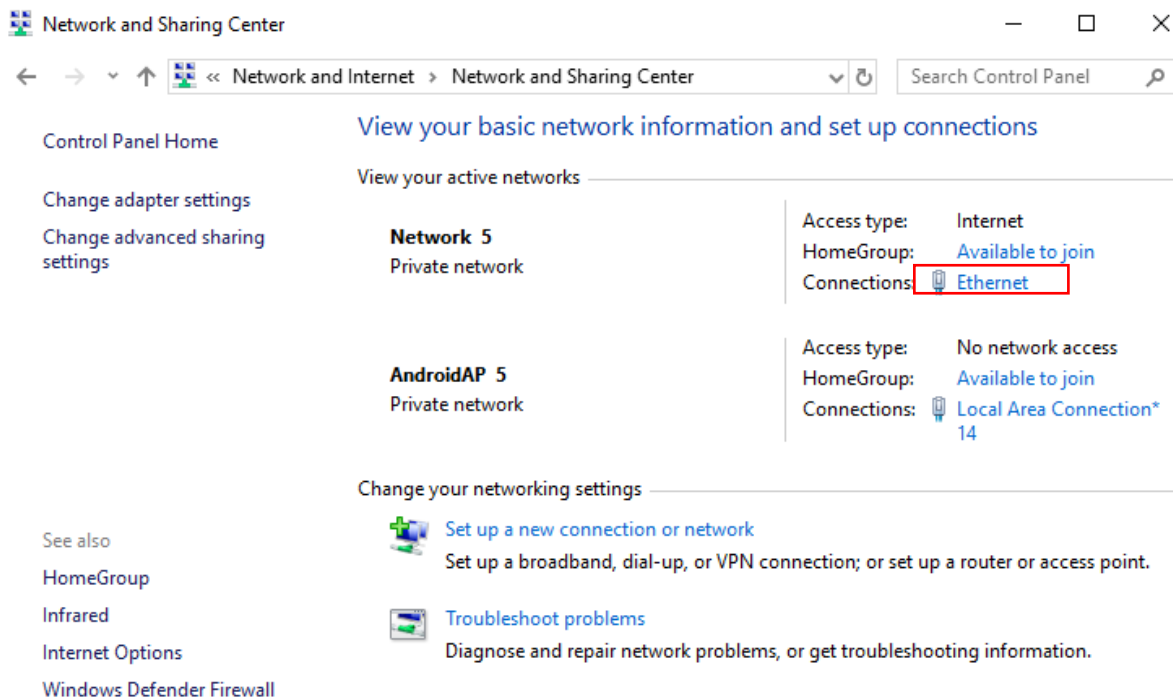 Network and Sharing Center
« Network and Internet › Network and Sharing Center
Search Control Panel
Control Panel Home
Change adapter settings
Change advanced sharing
settings
View your basic network information and set up connections
View your active networks
Network 5
Private network
Access type: Internet
HomeGroup: Available to join
Connections: Ethernet
AndroidAP 5
Private network
Access type: No network access
HomeGroup: Available to join
Connections: Local Area Connection*
14
Change your networking settings
Set up a new connection or network
Set up a broadband, dial-up, or VPN connection; or set up a router or access point.
Troubleshoot problems
Diagnose and repair network problems, or get troubleshooting information.
See also
HomeGroup
Infrared
Internet Options
Windows Defender Firewall